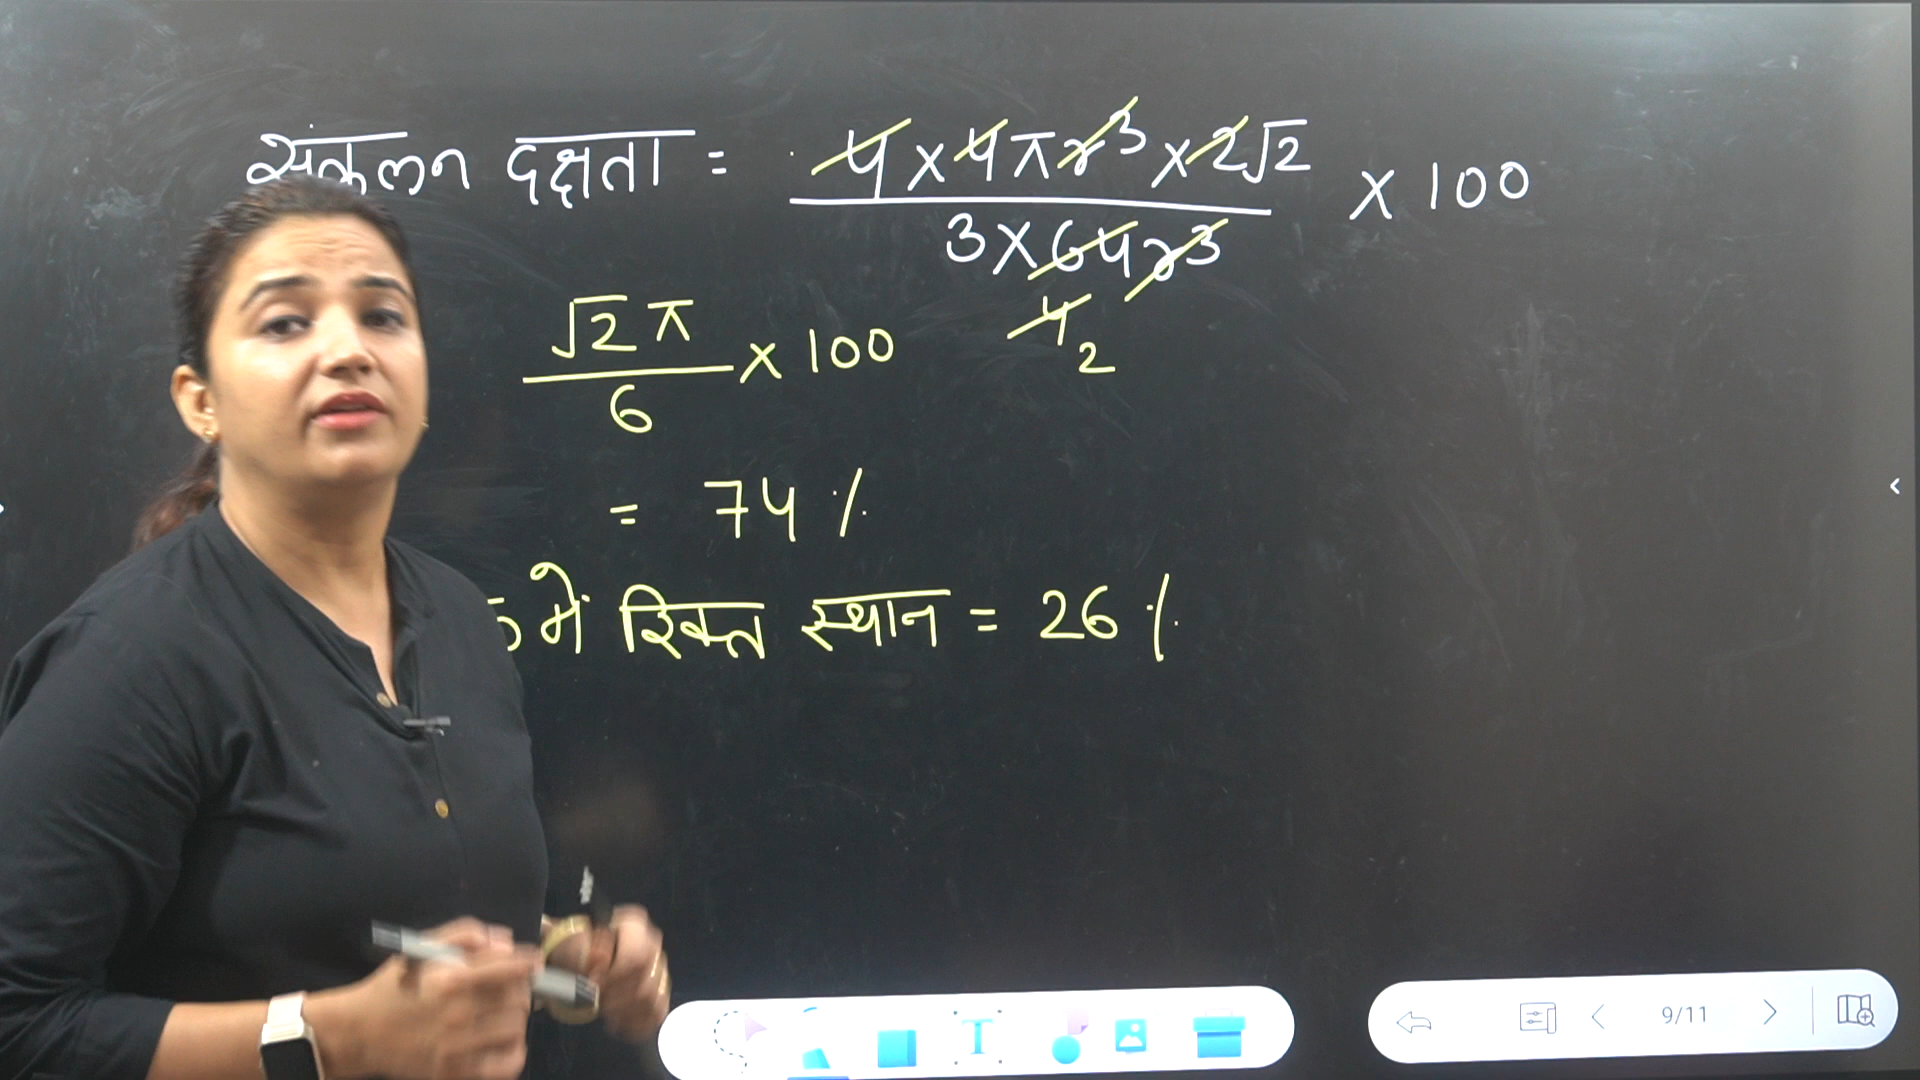 संकुलन दक्षता = 4 x 4 π r³ x 2√2 / 3 x 64 r³ x 100
4
2
√2 π / 6 x 100
= 74 %
में रिक्त स्थान = 26 %
T
9/11